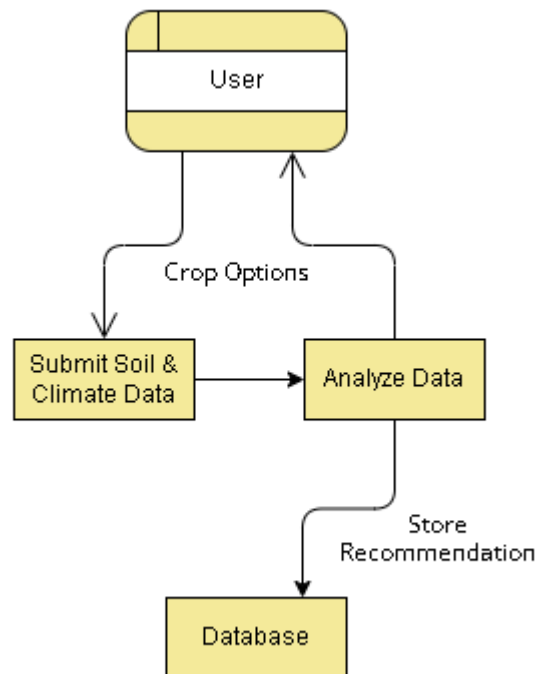 User
Crop Options
Submit Soil &
Climate Data
Analyze Data
Store
Recommendation
Database